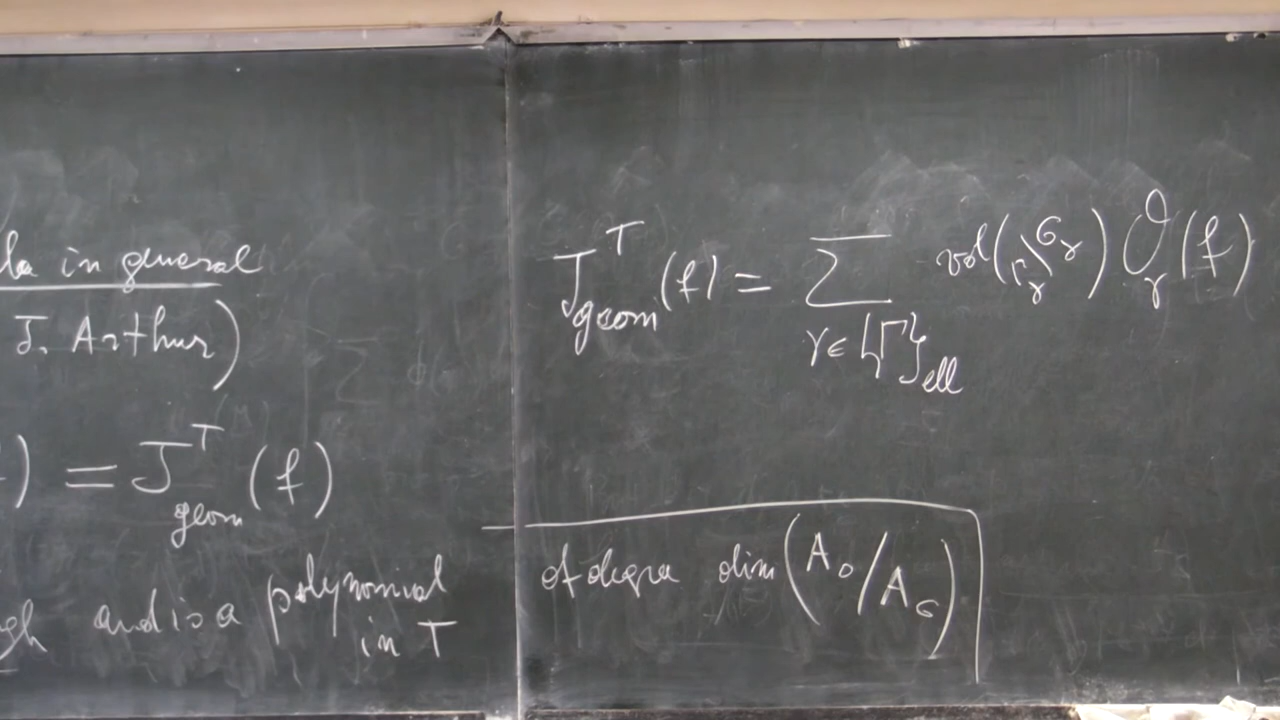 la in general
J. Arthur)
) = J^T_geom (f)
and is a polynomial
in T
J^T_geom (f) = ∑_{γ∈{Γ}_ell} vol(Γ_γ\G_γ) O_γ(f)
of degree dim(A_0/A_G)